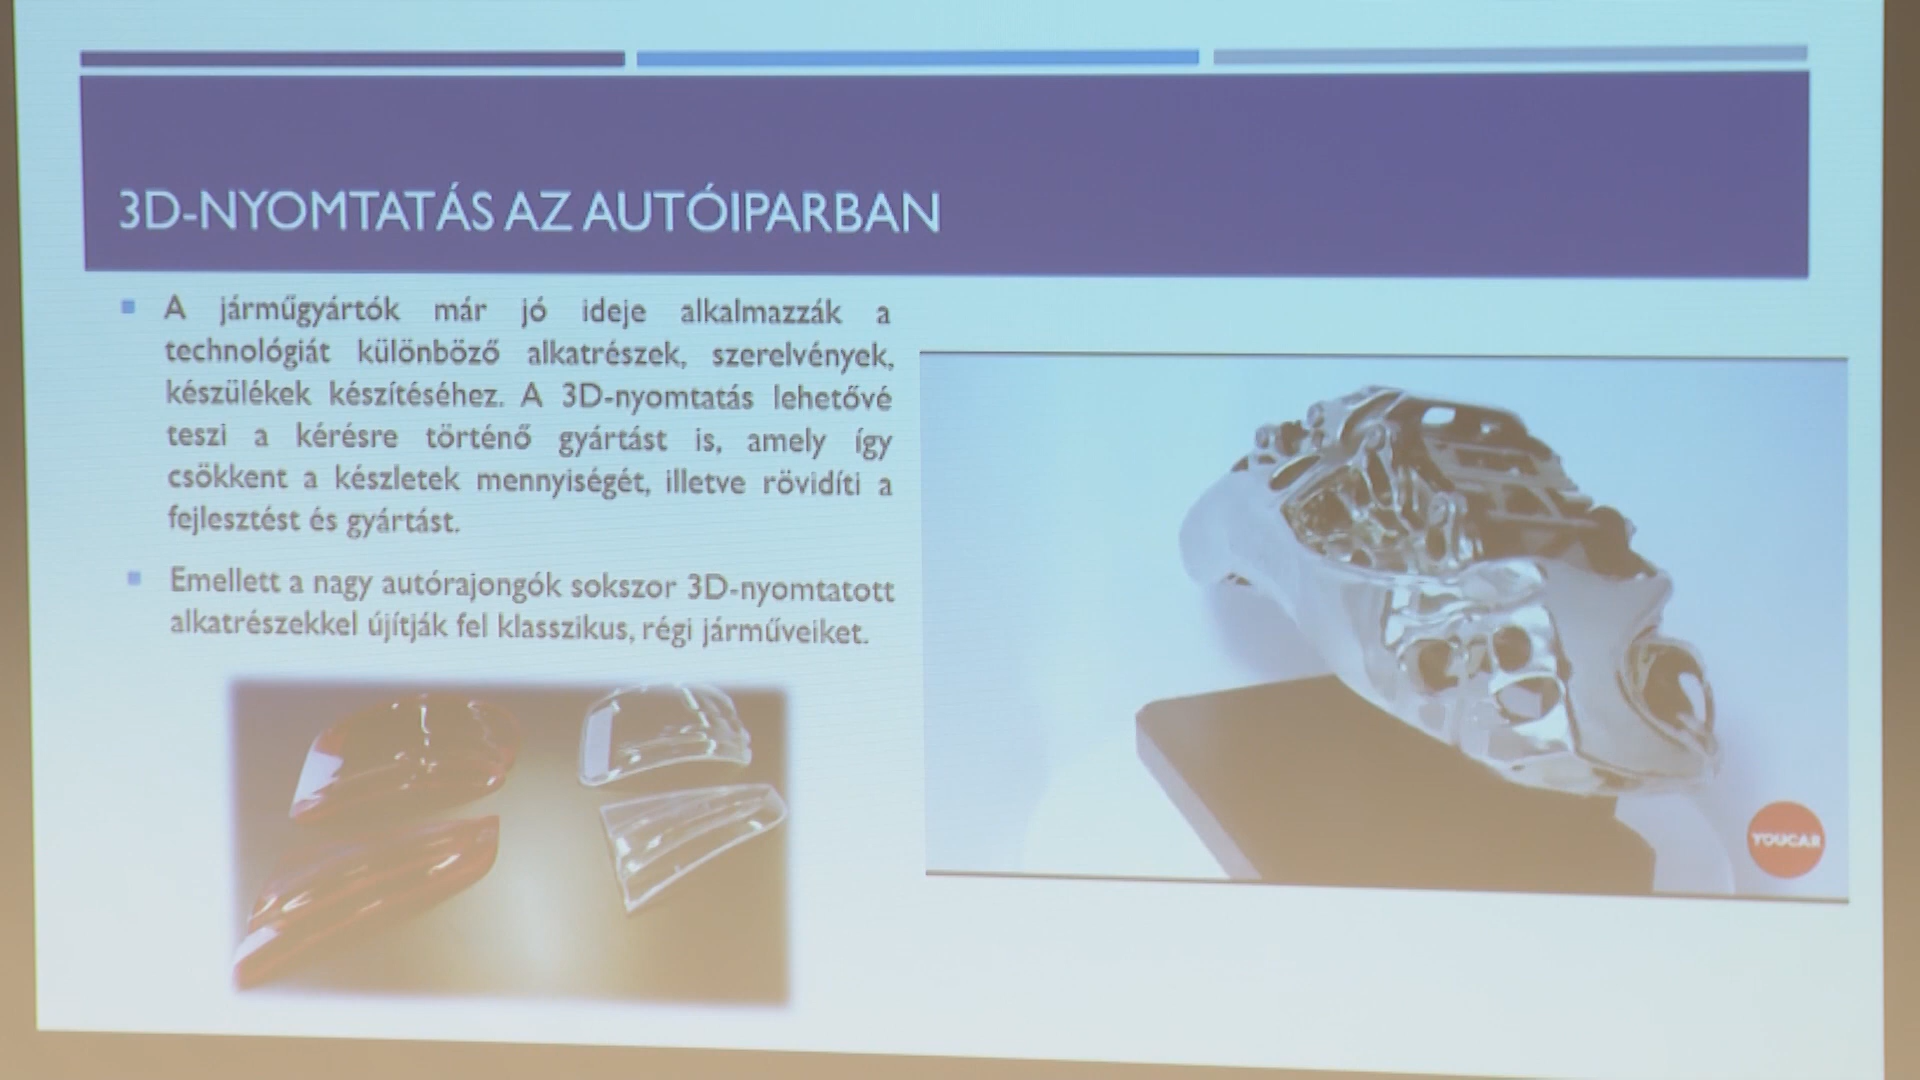 3D-NYOMTATÁS AZ AUTÓIPARBAN
A járműgyártók már jó ideje alkalmazzák a
technológiát különböző alkatrészek, szerelvények,
készülékek készítéséhez. A 3D-nyomtatás lehetővé
teszi a kérésre történő gyártást is, amely így
csökkent a készletek mennyiségét, illetve rövidíti a
fejlesztést és gyártást.
Emellett a nagy autórajongók sokszor 3D-nyomtatott
alkatrészekkel újítják fel klasszikus, régi járműveiket.
YOUCAR